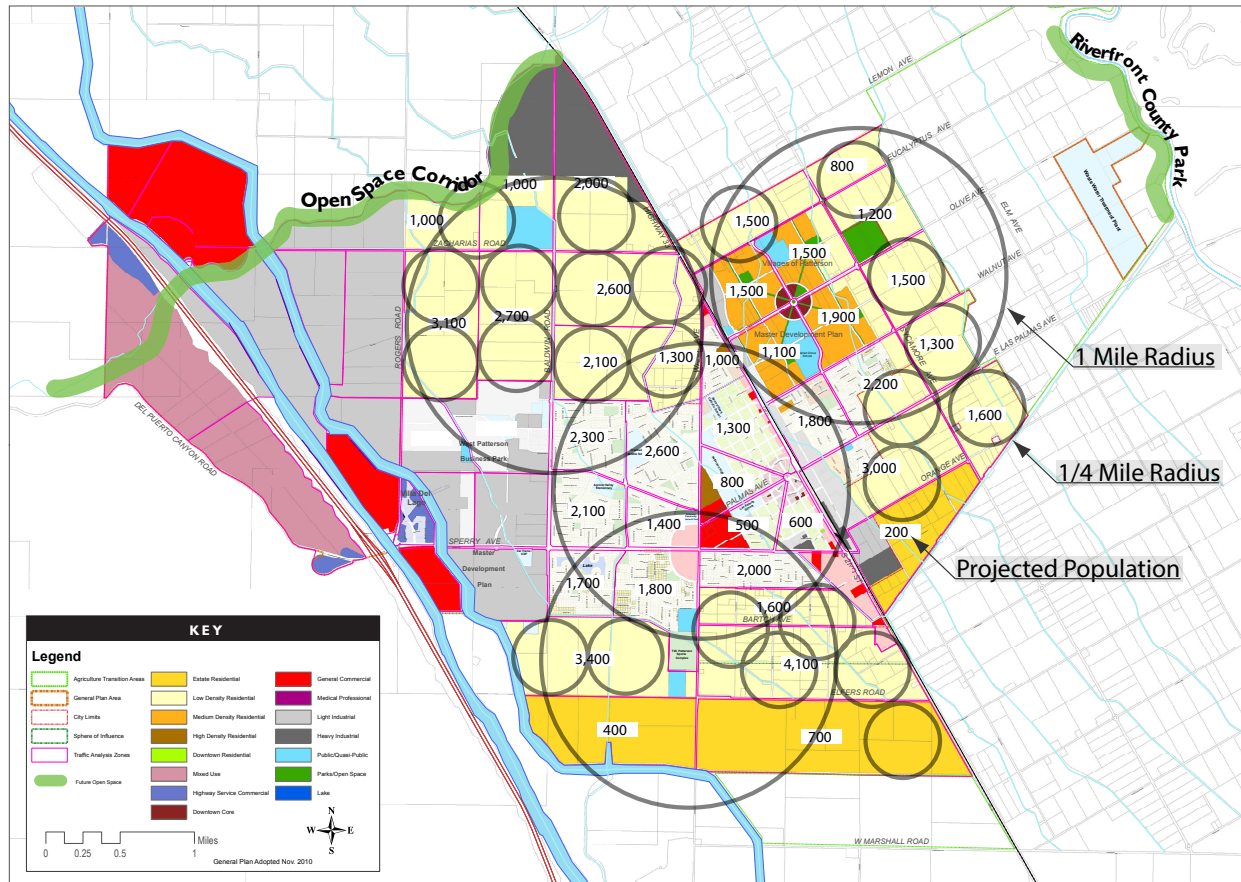 Riverfront County Park
LEMON AVE
EUCALYPTUS AVE
OLIVE AVE
ELM AVE
WALNUT AVE
Waste Water Treatment Plant
Open Space Corridor
1,000
2,000
1,000
ZACHARIAS ROAD
HIGHWAY 33
800
1,200
1,500
1,500
Villages of Patterson
1,500
1,500
1,900
Master Development Plan
1,100
SYCAMORE AVE
1,300
E LAS PALMAS AVE
1 Mile Radius
2,600
2,700
3,100
ROGERS ROAD
BALDWIN ROAD
2,100
1,300
1,000
2,200
1,600
1,800
1/4 Mile Radius
DEL PUERTO CANYON ROAD
2,300
2,600
1,300
West Patterson
Business Park
3,000
ORANGE AVE
800
PALMAS AVE
Villa Del
Lago
2,100
1,400
500
600
200
Projected Population
SPERRY AVE
Master
Development
Plan
Lake
1,700
1,800
2,000
1,600
BARTCH AVE
3,400
4,100
ELFERS ROAD
400
700
W MARSHALL ROAD
KEY
Legend
Agriculture Transition Areas
General Plan Area
City Limits
Sphere of Influence
Traffic Analysis Zones
Future Open Space
Estate Residential
Low Density Residential
Medium Density Residential
High Density Residential
Downtown Residential
Mixed Use
Highway Service Commercial
Downtown Core
General Commercial
Medical Professional
Light Industrial
Heavy Industrial
Public/Quasi-Public
Parks/Open Space
Lake
N
W E
S
0 0.25 0.5 1 Miles
General Plan Adopted Nov. 2010